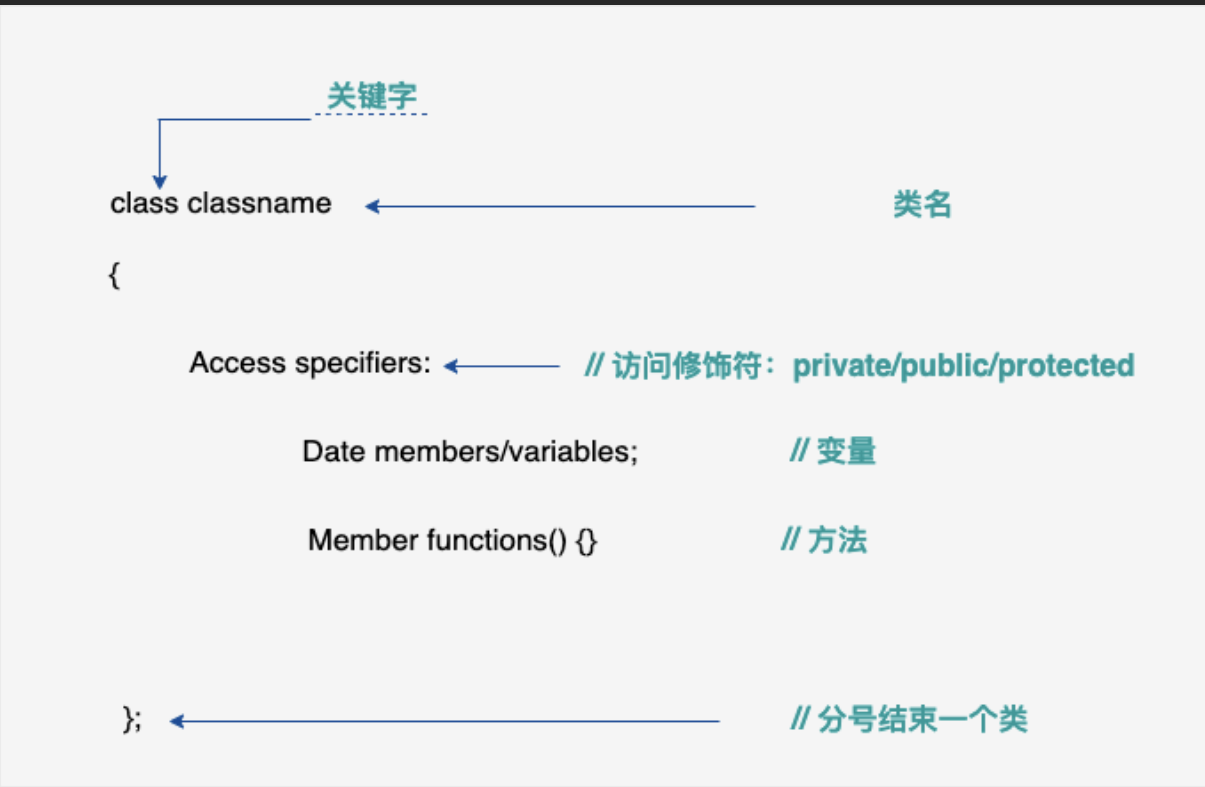 关键字
class classname 类名
{
Access specifiers: // 访问修饰符：private/public/protected
Date members/variables; // 变量
Member functions() {} // 方法
}; // 分号结束一个类